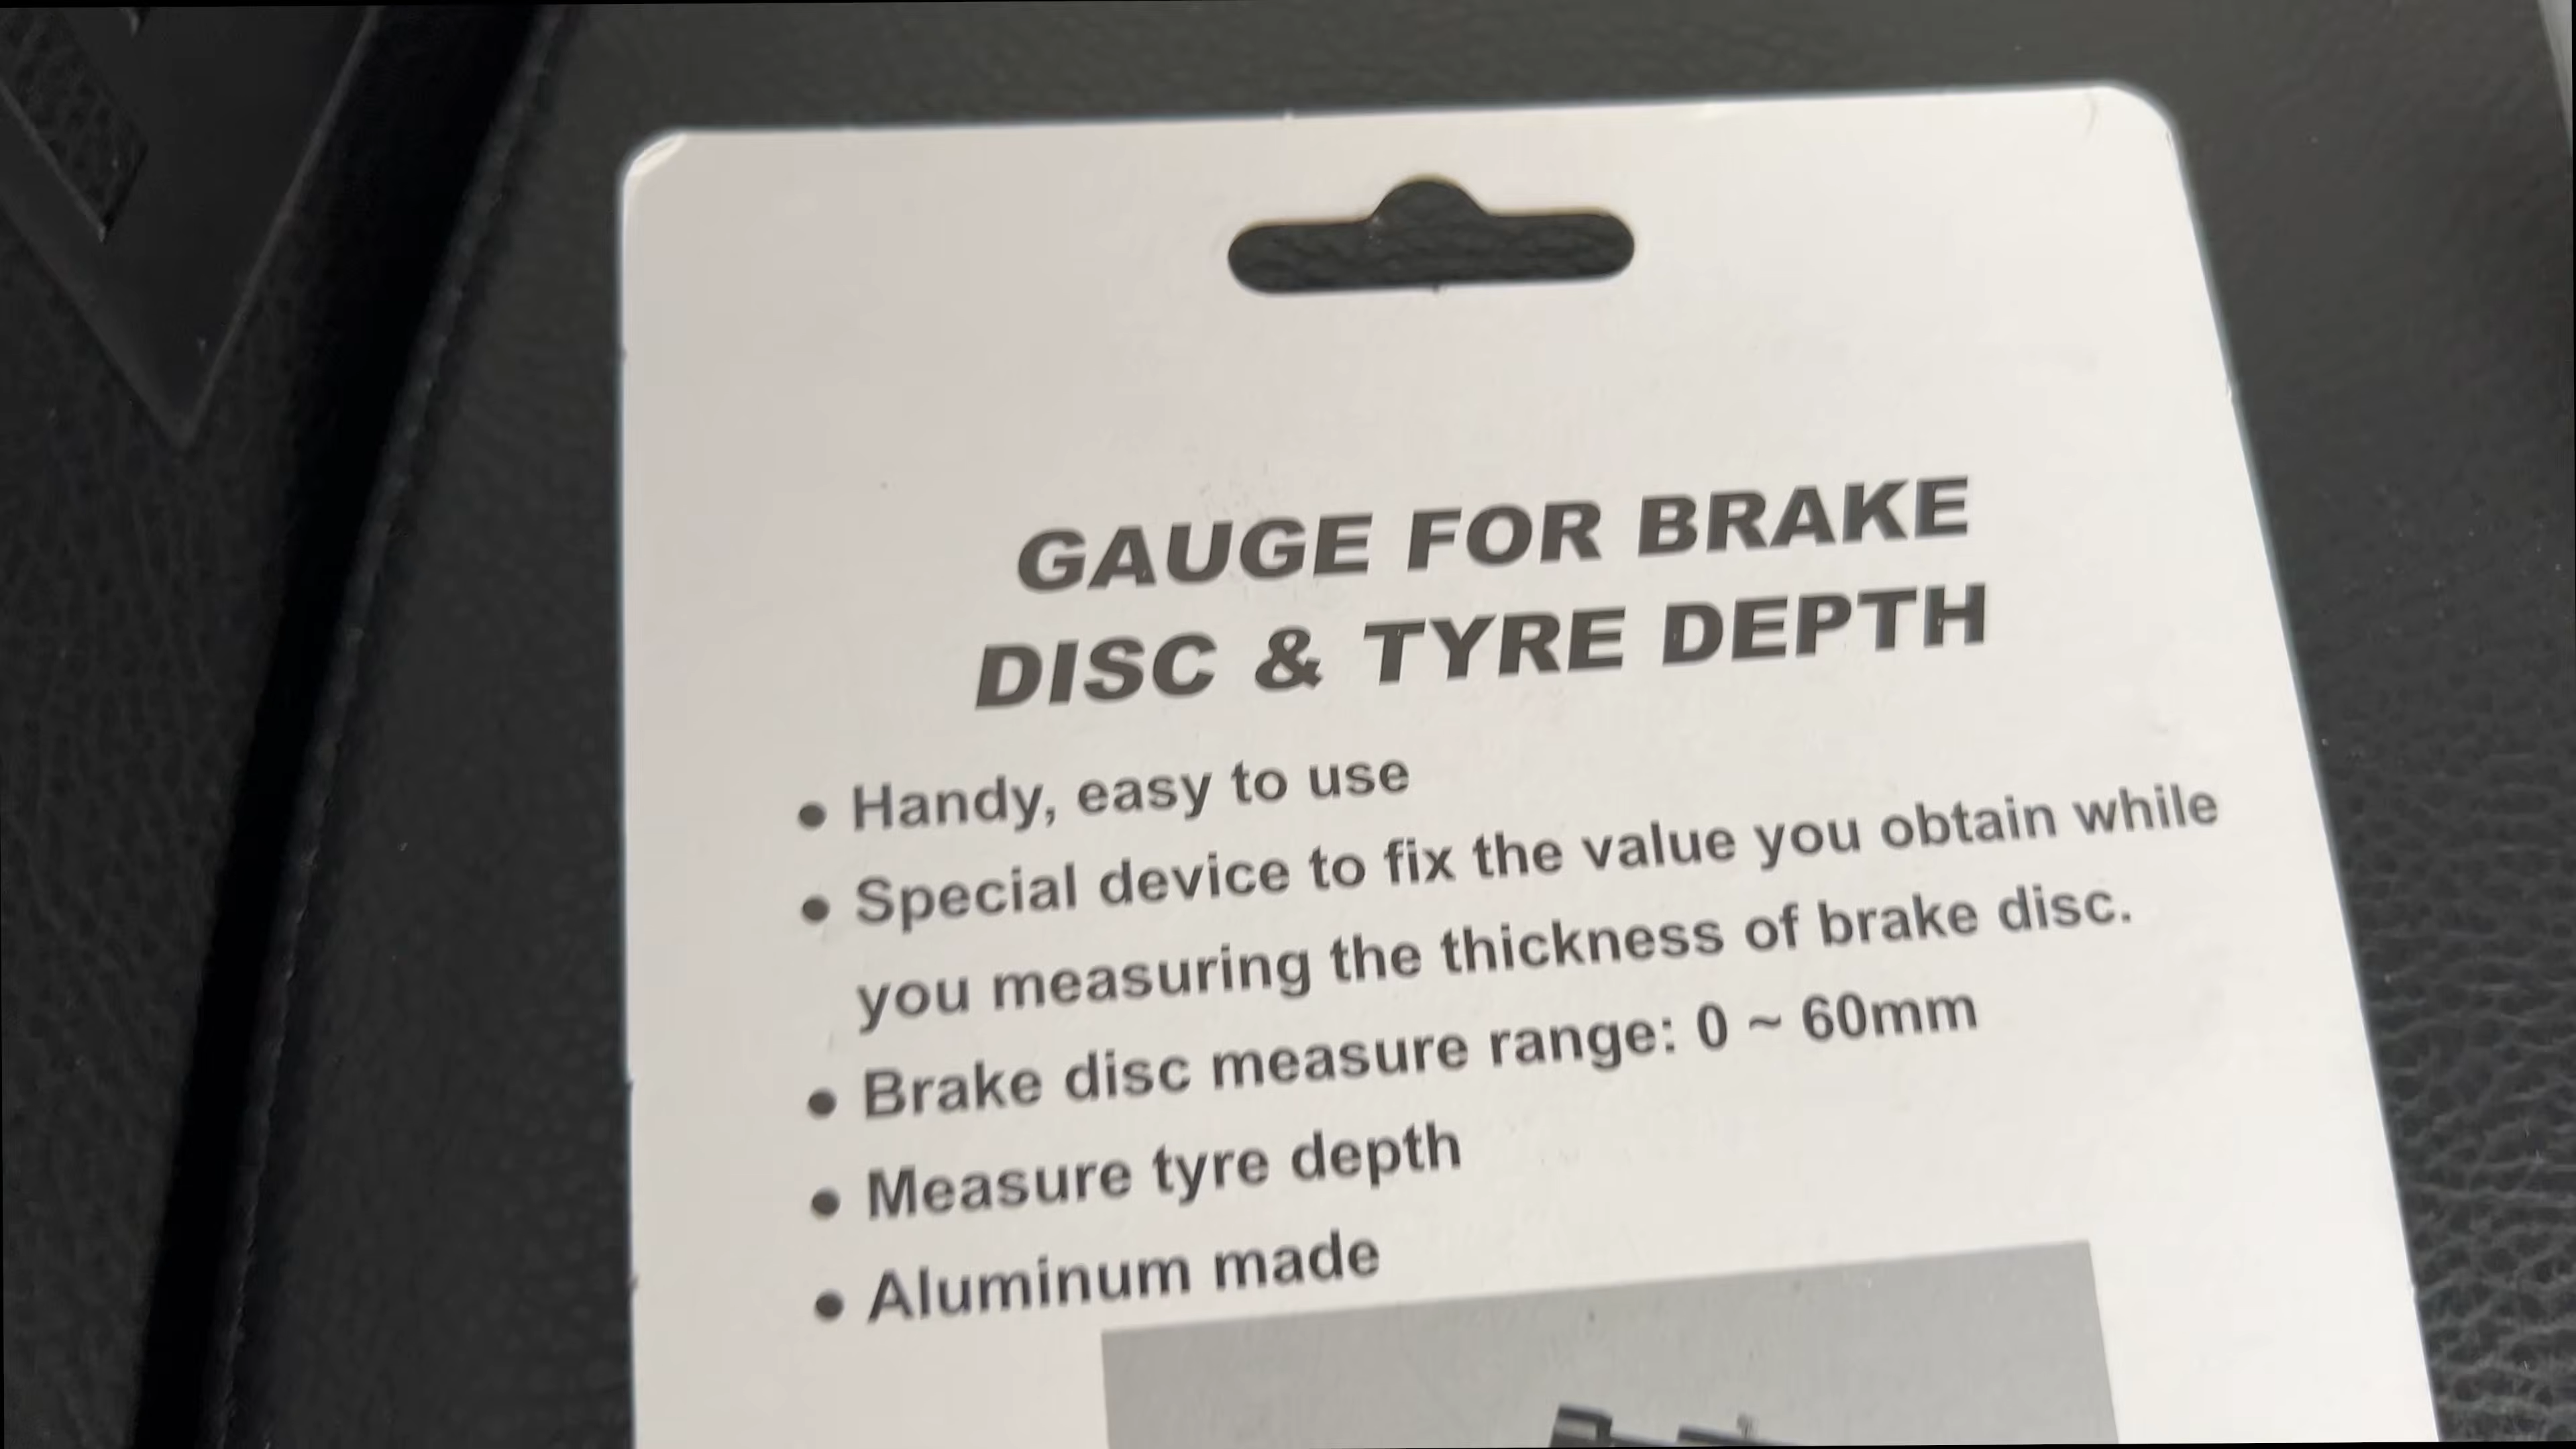 GAUGE FOR BRAKE
DISC & TYRE DEPTH
• Handy, easy to use
• Special device to fix the value you obtain while
you measuring the thickness of brake disc.
• Brake disc measure range: 0 ~ 60mm
• Measure tyre depth
• Aluminum made